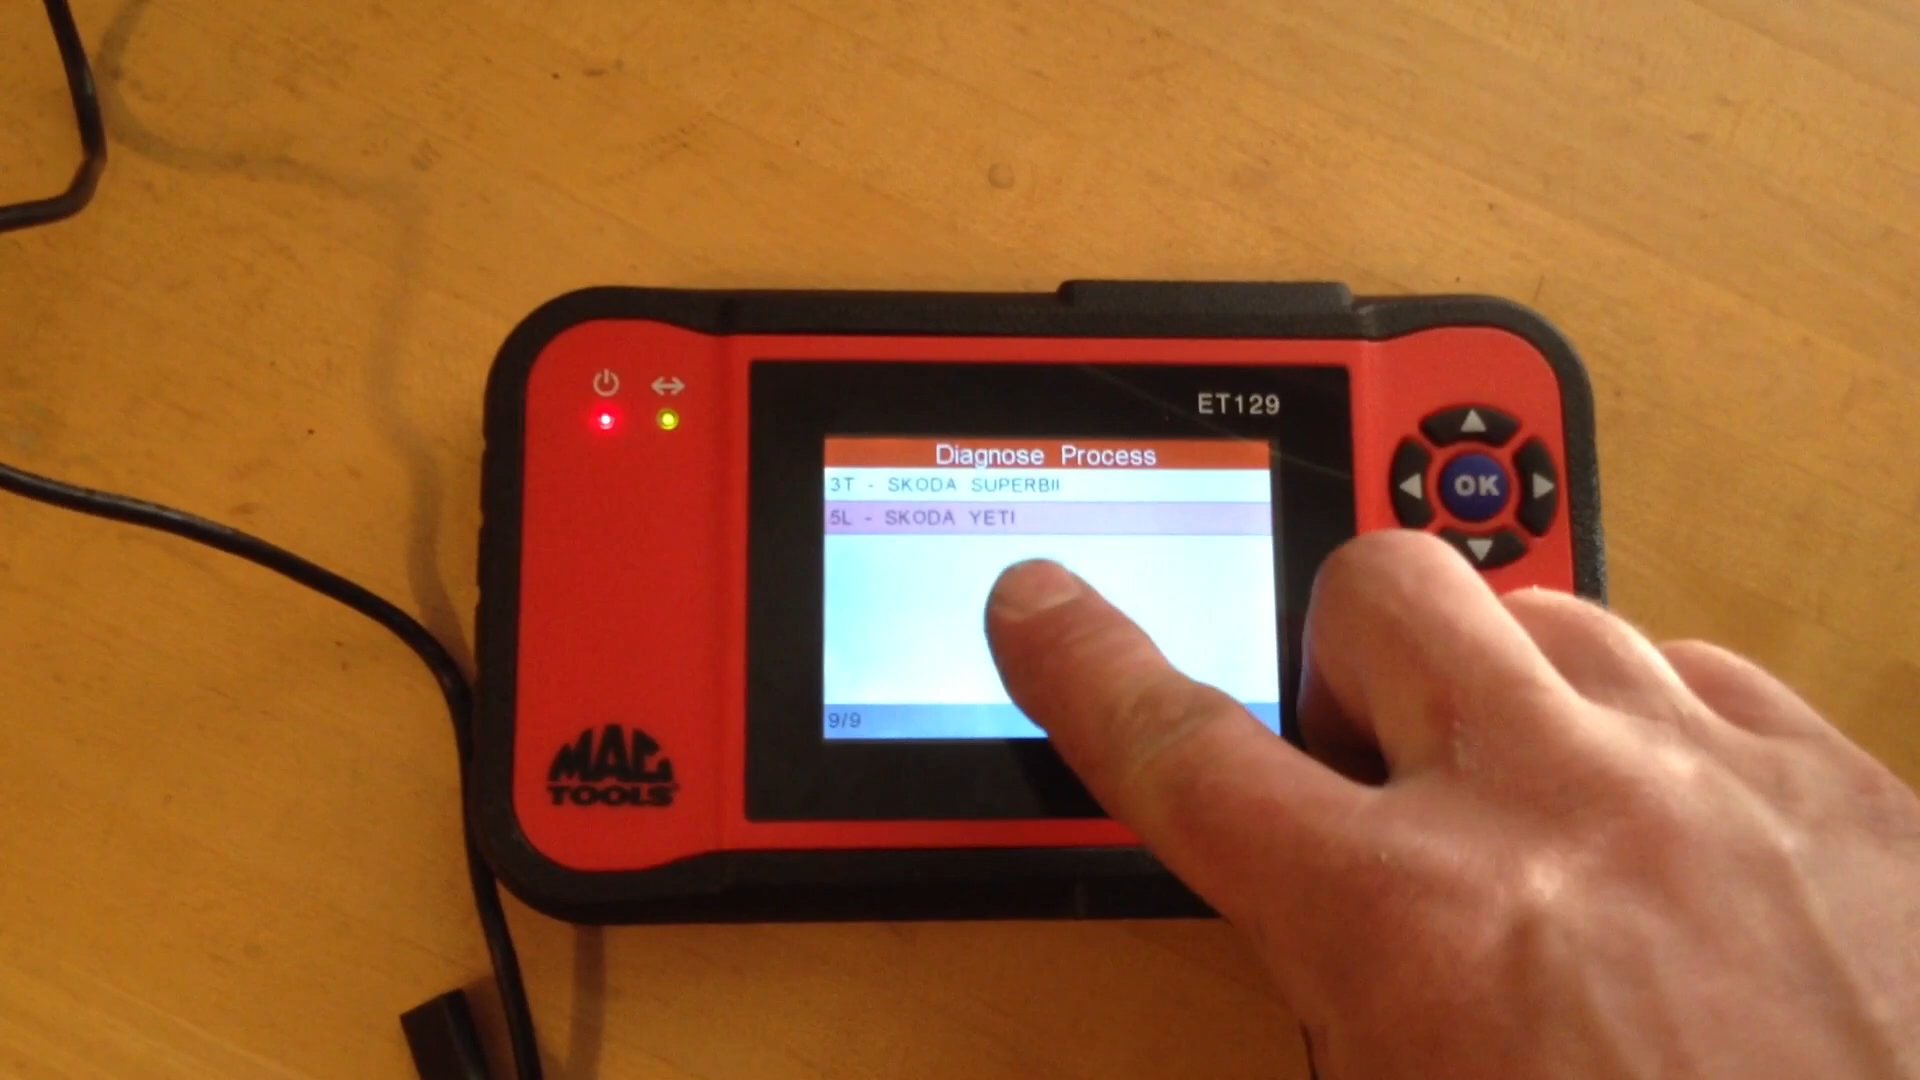 ET129
Diagnose Process
3T - SKODA SUPERBII
5L - SKODA YETI
9/9
OK
MAC
TOOLS